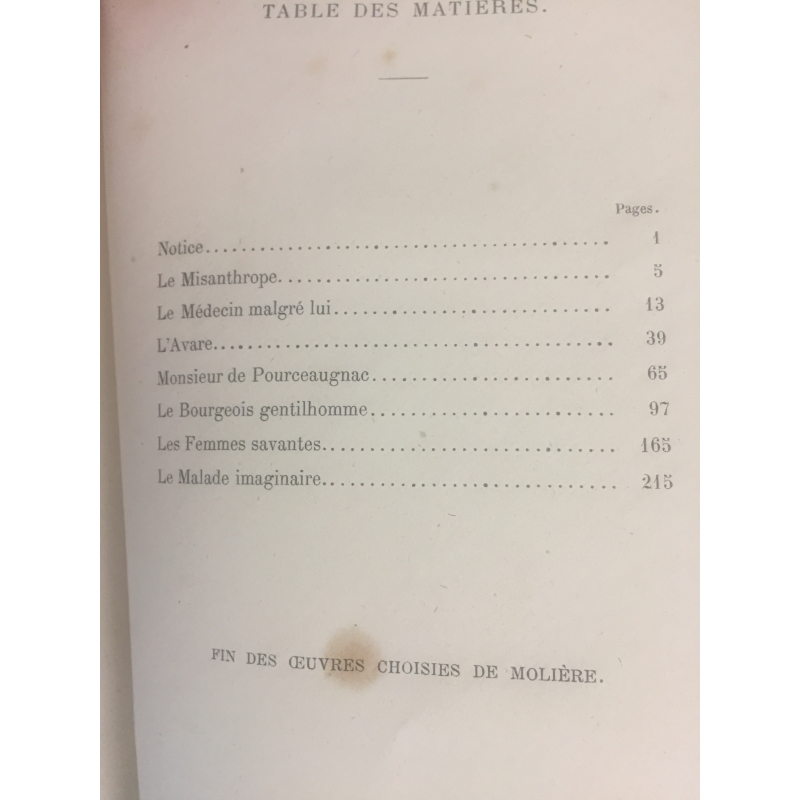 TABLE DES MATIÈRES.
Pages.
Notice................................................ 1
Le Misanthrope....................................... 5
Le Médecin malgré lui................................ 13
L'Avare.............................................. 39
Monsieur de Pourceaugnac............................. 65
Le Bourgeois gentilhomme............................. 97
Les Femmes savantes.................................. 165
Le Malade imaginaire................................. 215
FIN DES ŒUVRES CHOISIES DE MOLIÈRE.